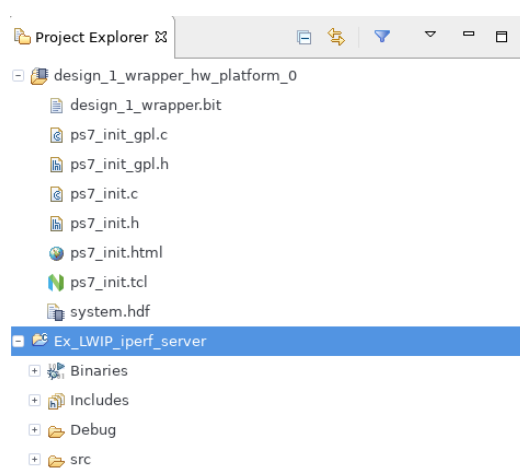 Project Explorer
design_1_wrapper_hw_platform_0
design_1_wrapper.bit
ps7_init_gpl.c
ps7_init_gpl.h
ps7_init.c
ps7_init.h
ps7_init.html
ps7_init.tcl
system.hdf
Ex_LWIP_iperf_server
Binaries
Includes
Debug
src